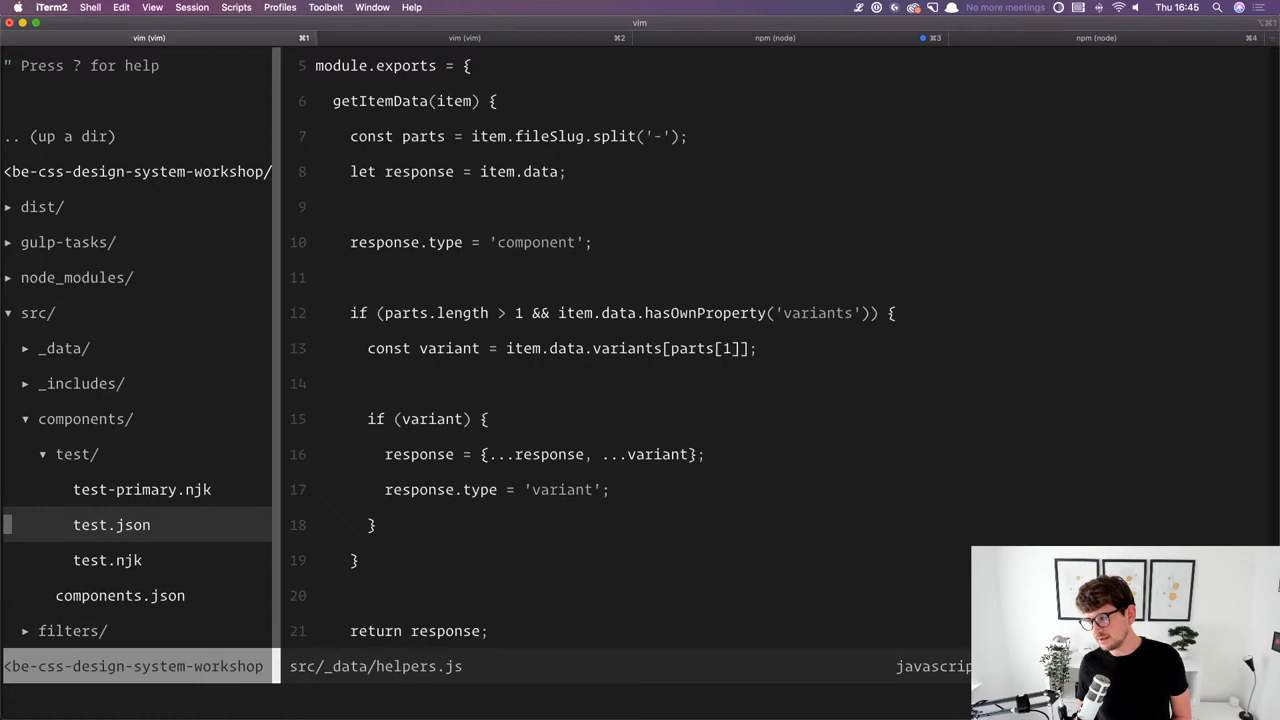 iTerm2 Shell Edit View Session Scripts Profiles Toolbelt Window Help No more meetings Thu 16:45
vim
⌥⌘1
vim (vim) ⌘1 vim (vim) ⌘2 npm (node) ⌘3 npm (node) ⌘4 +
" Press ? for help
.. (up a dir)
<be-css-design-system-workshop/
▸ dist/
▸ gulp-tasks/
▸ node_modules/
▾ src/
▸ _data/
▸ _includes/
▾ components/
▾ test/
test-primary.njk
test.json
test.njk
components.json
▸ filters/
<be-css-design-system-workshop
5 module.exports = {
6 getItemData(item) {
7 const parts = item.fileSlug.split('-');
8 let response = item.data;
9
10 response.type = 'component';
11
12 if (parts.length > 1 && item.data.hasOwnProperty('variants')) {
13 const variant = item.data.variants[parts[1]];
14
15 if (variant) {
16 response = {...response, ...variant};
17 response.type = 'variant';
18 }
19 }
20
21 return response;
src/_data/helpers.js javascrip